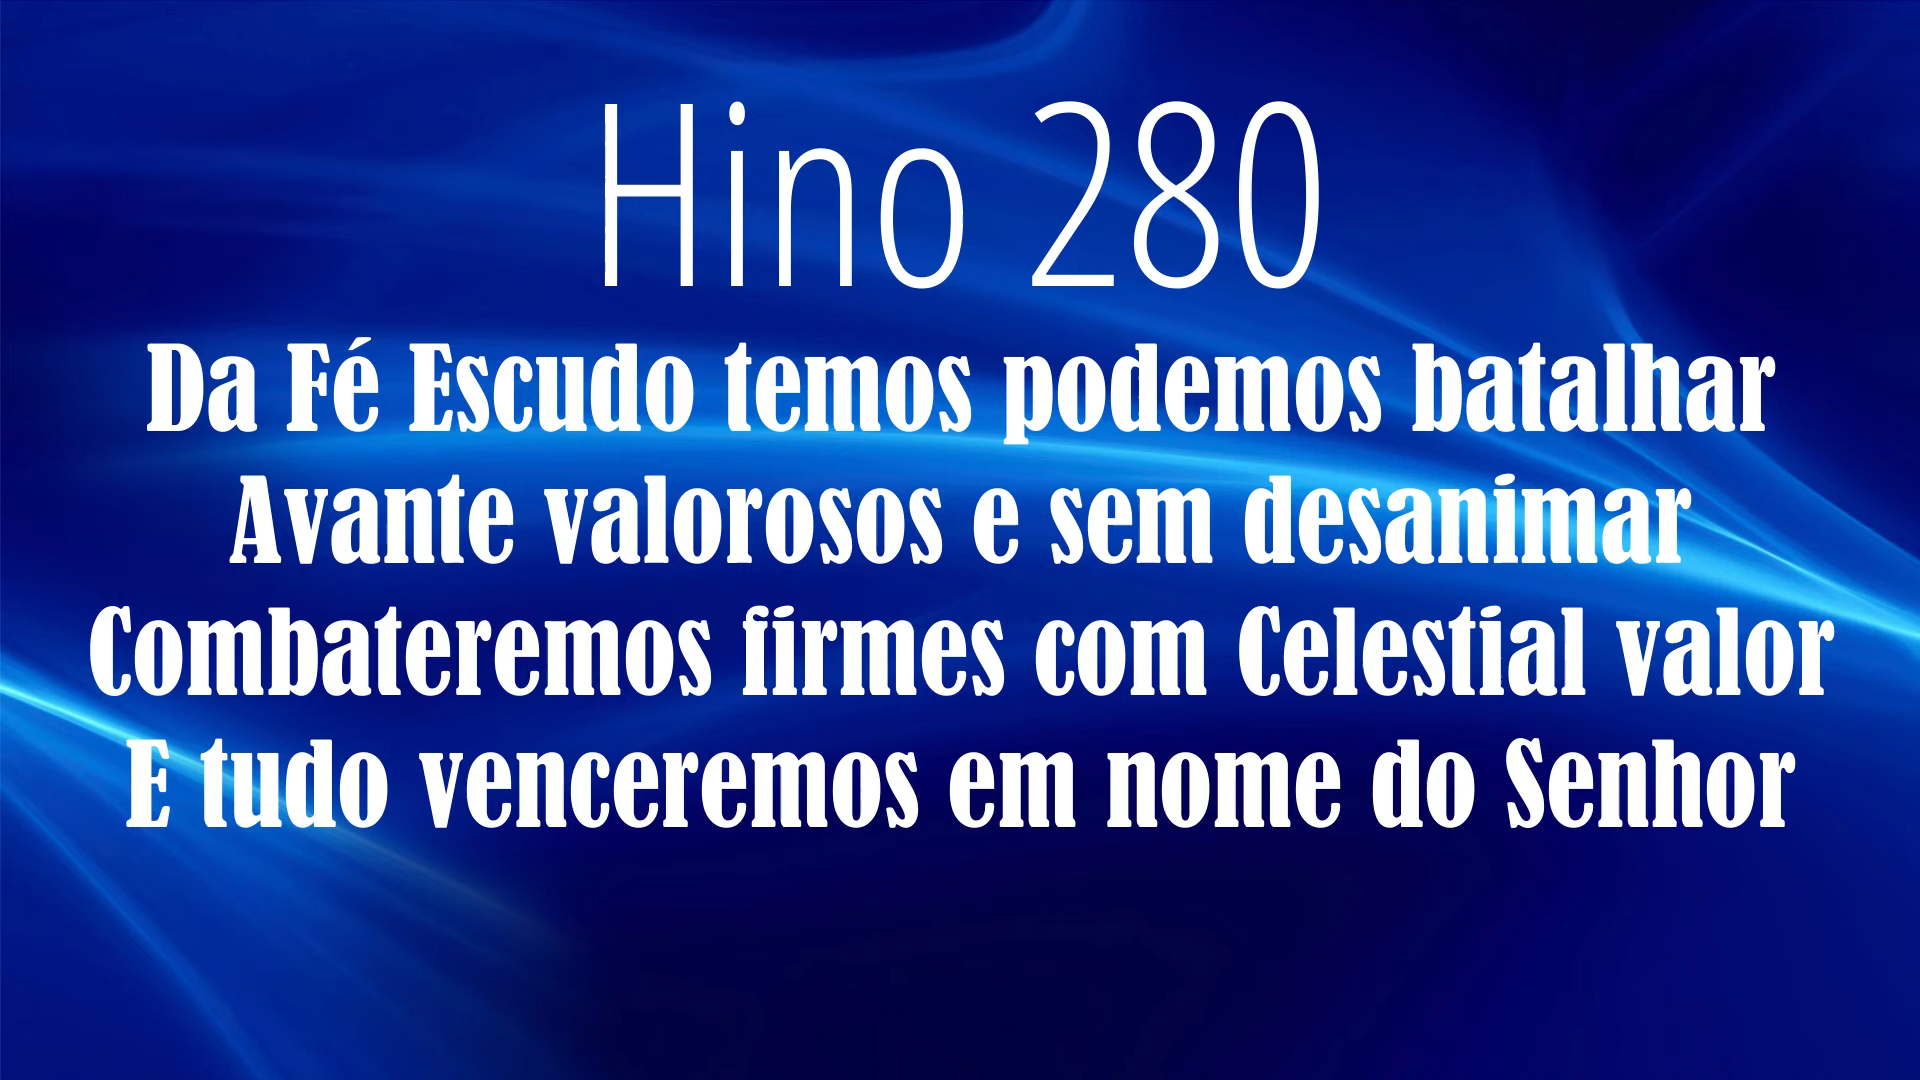 Hino 280
Da Fé Escudo temos podemos batalhar
Avante valorosos e sem desanimar
Combateremos firmes com Celestial valor
E tudo venceremos em nome do Senhor